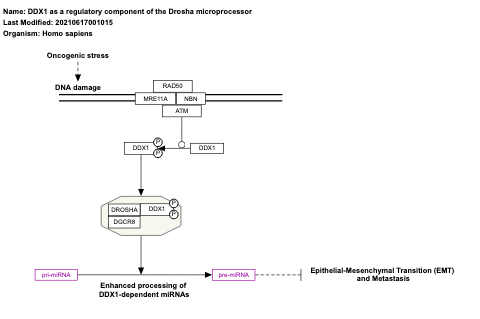 Name: DDX1 as a regulatory component of the Drosha microprocessor
Last Modified: 20210617001015
Organism: Homo sapiens
Oncogenic stress
DNA damage
RAD50
MRE11A NBN
ATM
DDX1 P P DDX1
DROSHA DDX1 P P
DGCR8
pri-miRNA pre-miRNA
Epithelial-Mesenchymal Transition (EMT)
and Metastasis
Enhanced processing of
DDX1-dependent miRNAs